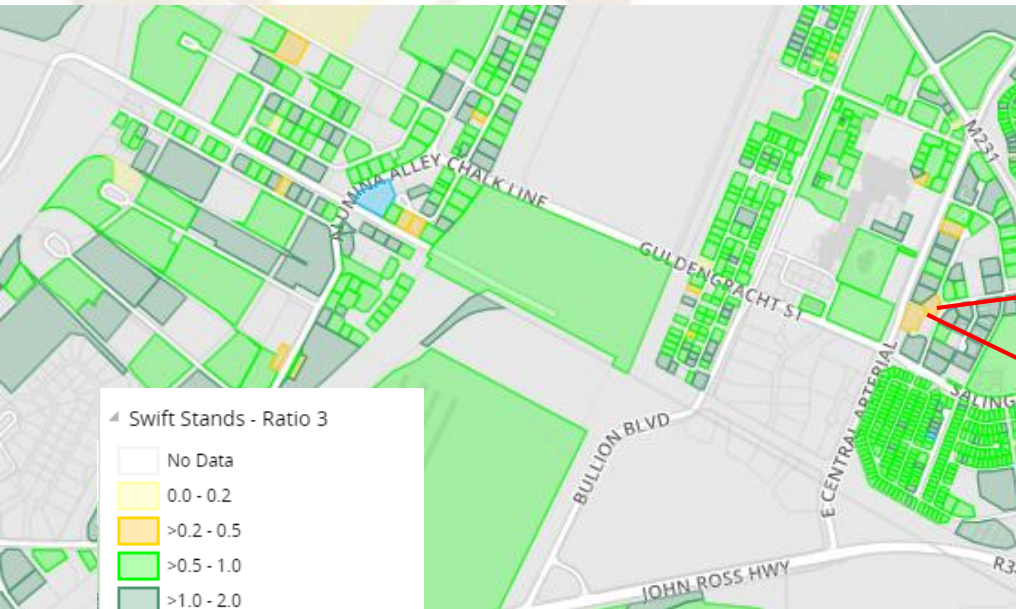 M231
ALUMINA ALLEY
CHALK LINE
GULDENGRACHT ST
SALING
E CENTRAL ARTERIAL
BULLION BLVD
JOHN ROSS HWY
R3
Swift Stands - Ratio 3
No Data
0.0 - 0.2
>0.2 - 0.5
>0.5 - 1.0
>1.0 - 2.0